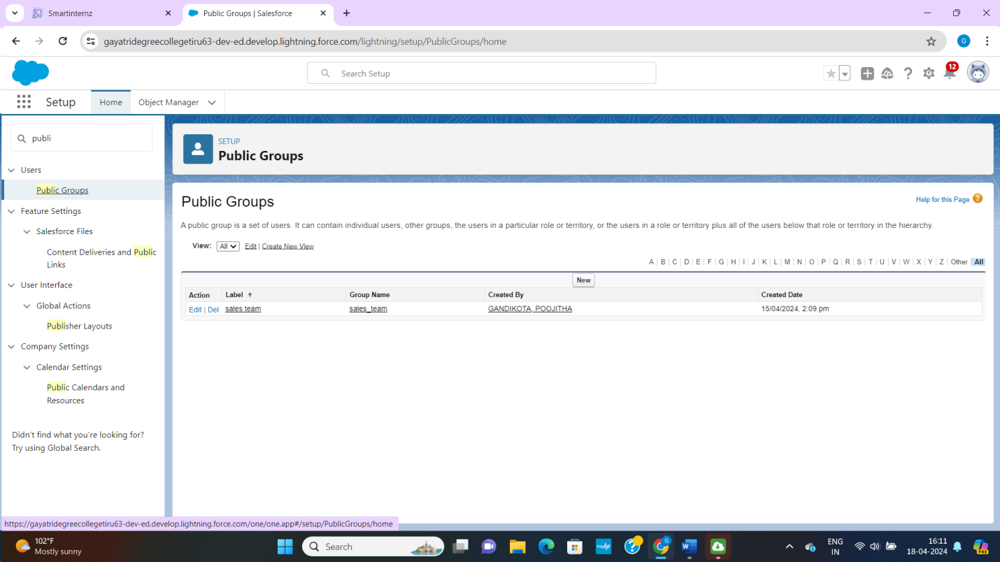 Smartinternz
Public Groups | Salesforce
gayatridegreecollegetiru63-dev-ed.develop.lightning.force.com/lightning/setup/PublicGroups/home
G
Search Setup
12
Setup
Home
Object Manager
publi
Users
Public Groups
Feature Settings
Salesforce Files
Content Deliveries and Public
Links
User Interface
Global Actions
Publisher Layouts
Company Settings
Calendar Settings
Public Calendars and
Resources
Didn't find what you're looking for?
Try using Global Search.
SETUP
Public Groups
Public Groups
Help for this Page ?
A public group is a set of users. It can contain individual users, other groups, the users in a particular role or territory, or the users in a role or territory plus all of the users below that role or territory in the hierarchy.
View: All Edit | Create New View
A | B | C | D | E | F | G | H | I | J | K | L | M | N | O | P | Q | R | S | T | U | V | W | X | Y | Z | Other | All
New
Action Label Group Name Created By Created Date
Edit | Del sales team sales_team GANDIKOTA, POOJITHA 15/04/2024, 2:09 pm
https://gayatridegreecollegetiru63-dev-ed.develop.lightning.force.com/one/one.app#/setup/PublicGroups/home
102°F
Mostly sunny
Search
myhp
G
W
ENG
IN
16:11
18-04-2024
PRE